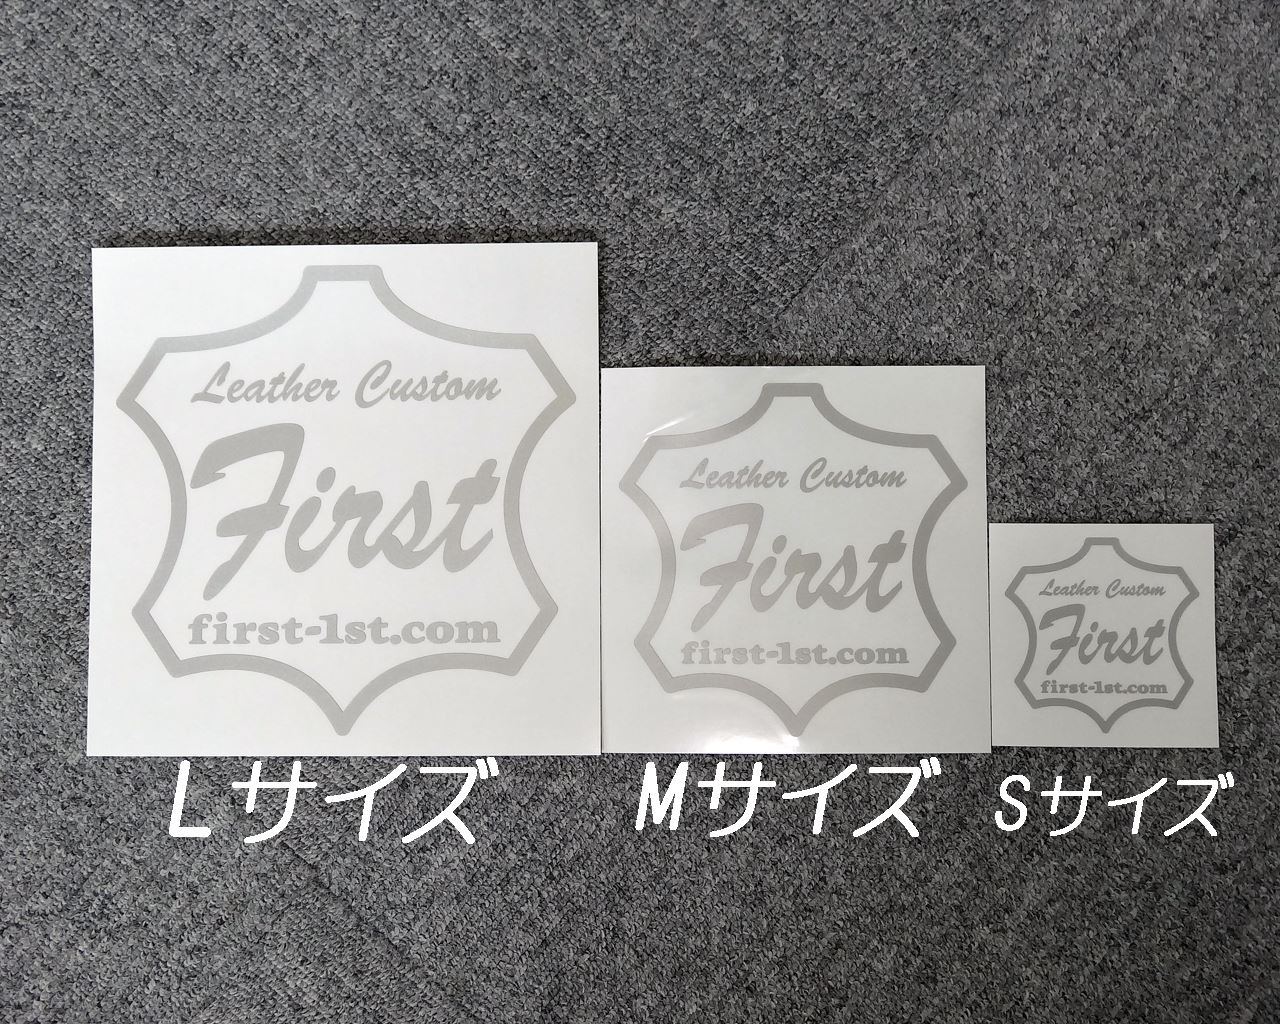 Leather Custom
First
first-1st.com
Leather Custom
First
first-1st.com
Leather Custom
First
first-1st.com
Lサイズ
Mサイズ
Sサイズ